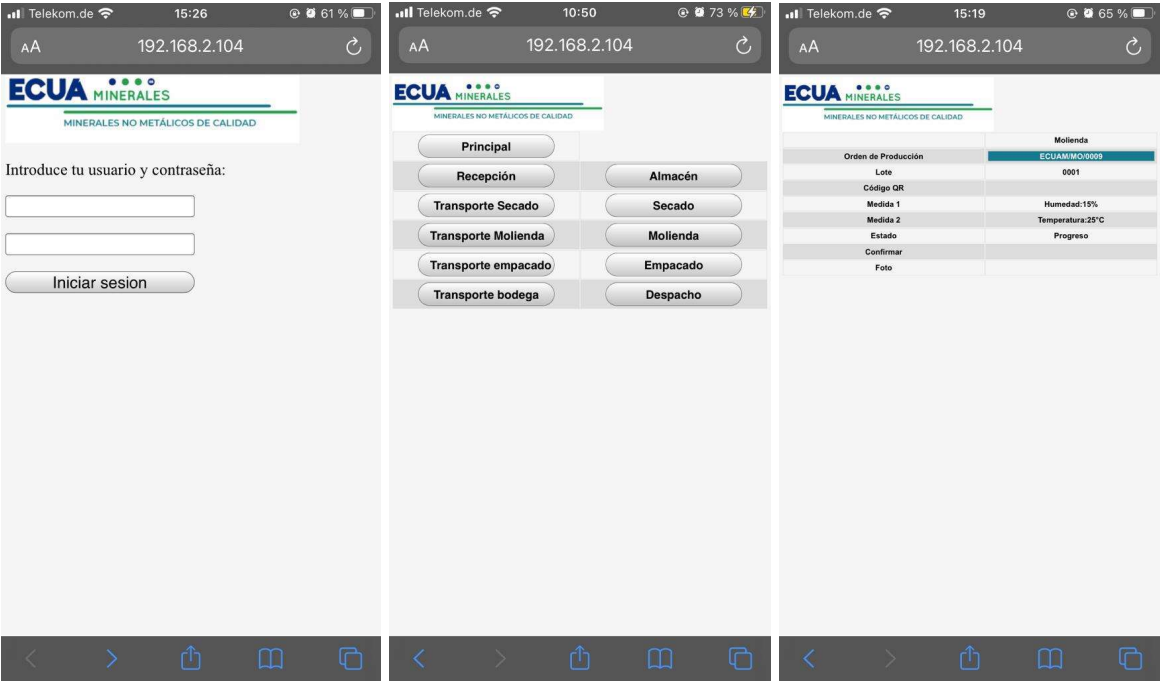 Telekom.de 15:26 61 %
AA 192.168.2.104
ECUA MINERALES
MINERALES NO METÁLICOS DE CALIDAD
Introduce tu usuario y contraseña:
Iniciar sesion
Telekom.de 10:50 73 %
AA 192.168.2.104
ECUA MINERALES
MINERALES NO METÁLICOS DE CALIDAD
Principal
Recepción Almacén
Transporte Secado Secado
Transporte Molienda Molienda
Transporte empacado Empacado
Transporte bodega Despacho
Telekom.de 15:19 65 %
AA 192.168.2.104
ECUA MINERALES
MINERALES NO METÁLICOS DE CALIDAD
Molienda
Orden de Producción ECUAM/MO/0009
Lote 0001
Código QR
Medida 1 Humedad:15%
Medida 2 Temperatura:25°C
Estado Progreso
Confirmar
Foto